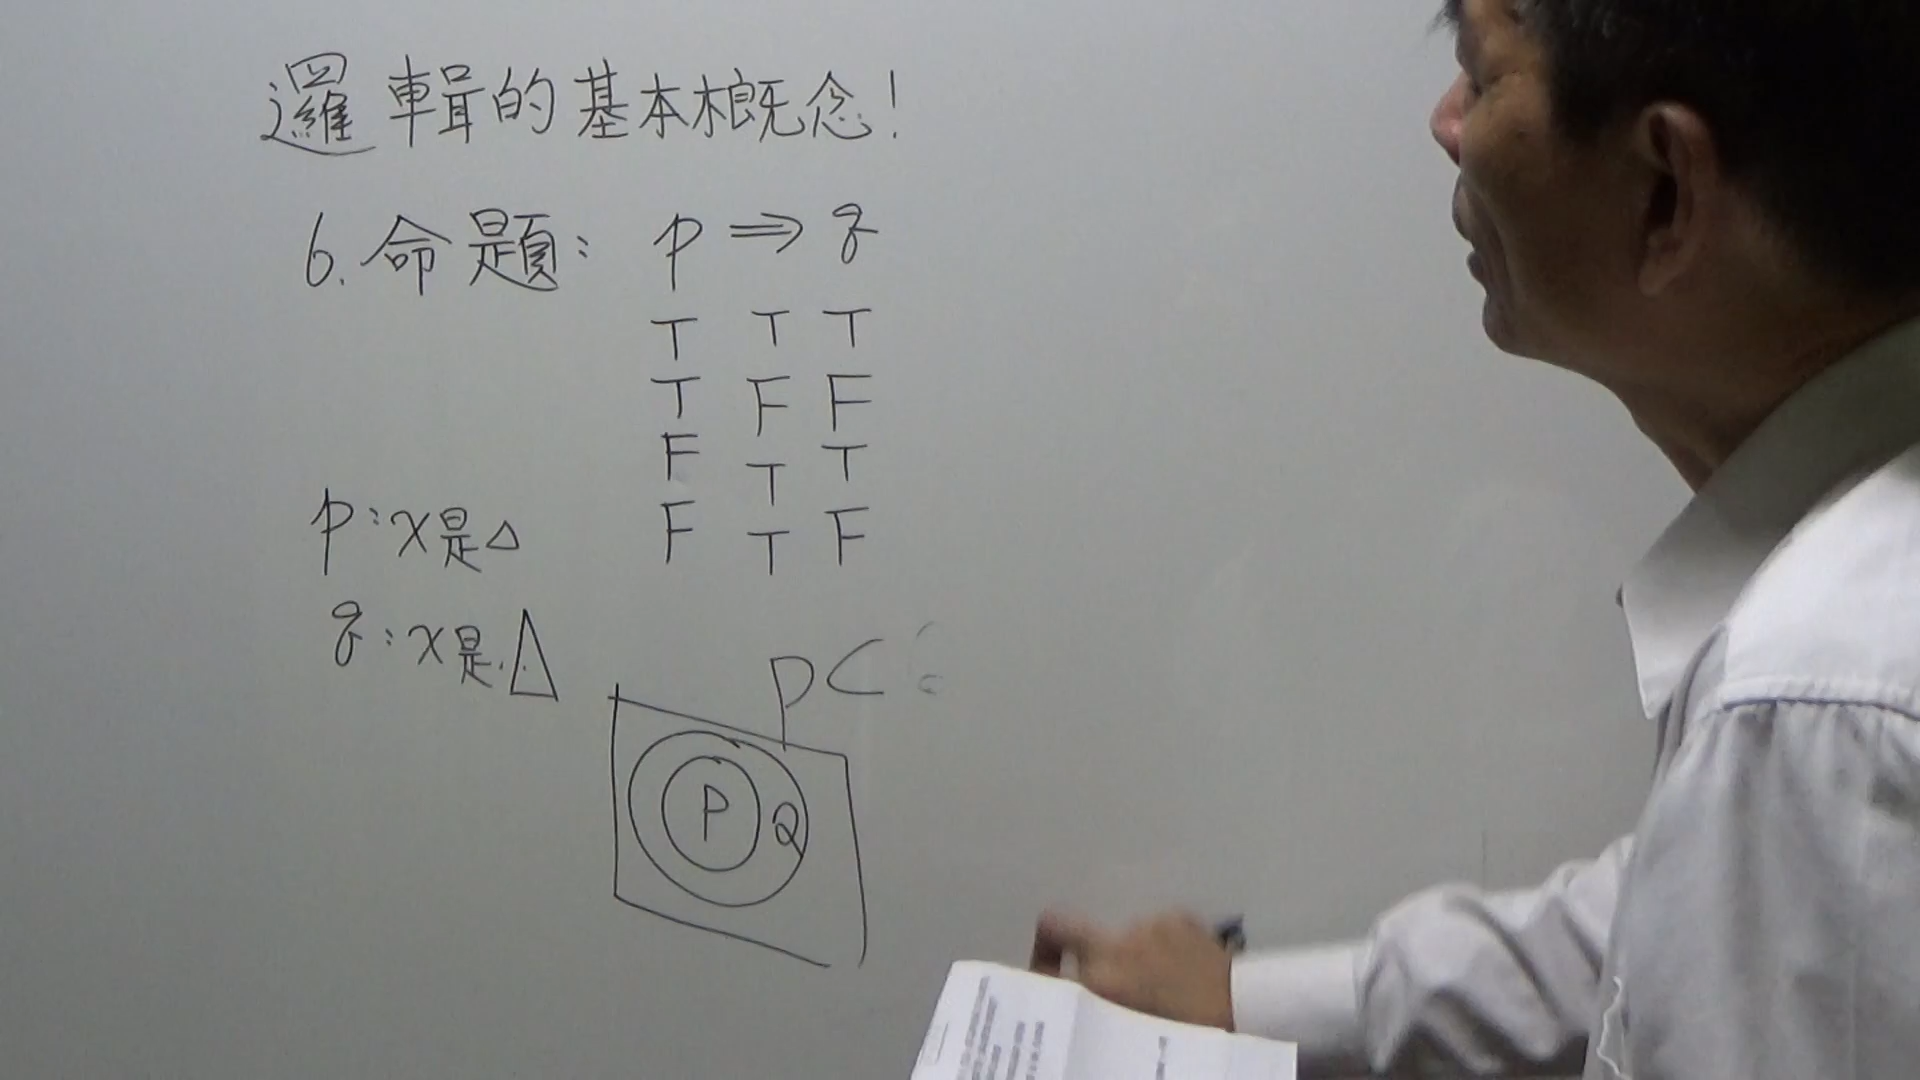 邏輯的基本概念!
6.命題: p ⇒ q
T T T
T F F
F T T
F T F
p:x是△
q:x是△
P⊂
P Q